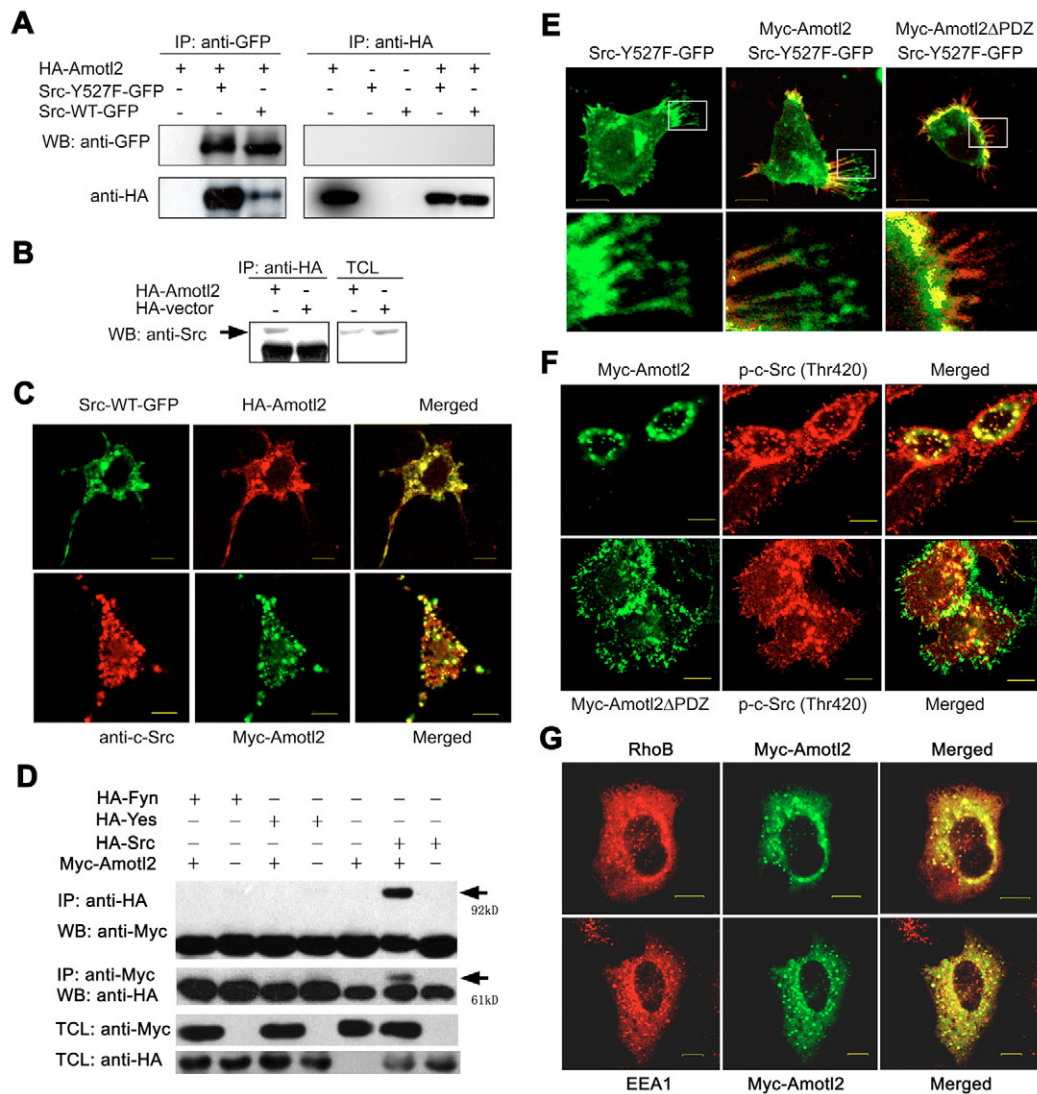 A
IP: anti-GFP IP: anti-HA
HA-Amotl2 + + + + - - + +
Src-Y527F-GFP - + - - + - + -
Src-WT-GFP - - + - - + - +
WB: anti-GFP
anti-HA
B
IP: anti-HA TCL
HA-Amotl2 + - + -
HA-vector - + - +
WB: anti-Src
C
Src-WT-GFP HA-Amotl2 Merged
anti-c-Src Myc-Amotl2 Merged
D
HA-Fyn + + − − − − −
HA-Yes − − + + − − −
HA-Src − − − − − + +
Myc-Amotl2 + − + − + + −
IP: anti-HA
92kD
WB: anti-Myc
IP: anti-Myc
WB: anti-HA 61kD
TCL: anti-Myc
TCL: anti-HA
E
Src-Y527F-GFP
Myc-Amotl2
Src-Y527F-GFP
Myc-Amotl2ΔPDZ
Src-Y527F-GFP
F
Myc-Amotl2 p-c-Src (Thr420) Merged
Myc-Amotl2ΔPDZ p-c-Src (Thr420) Merged
G
RhoB Myc-Amotl2 Merged
EEA1 Myc-Amotl2 Merged